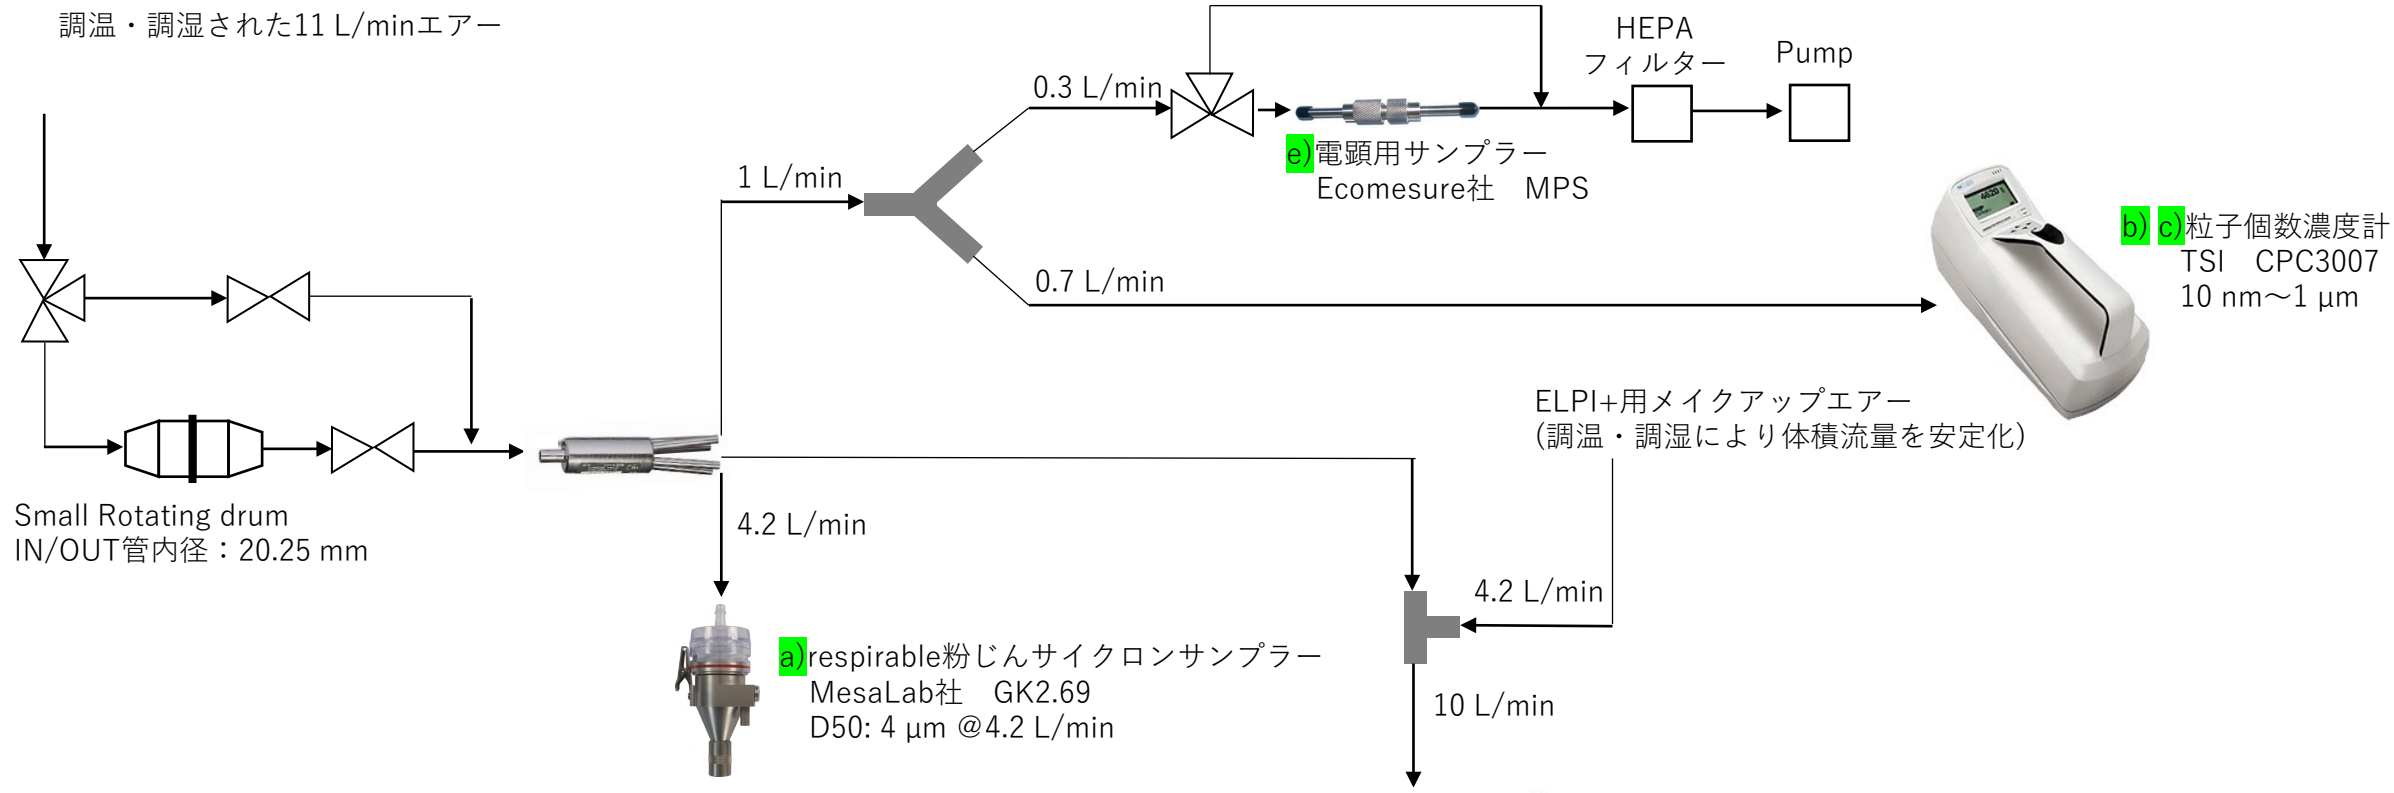 調温・調湿された11 L/minエアー
HEPA
フィルター
Pump
0.3 L/min
e)電顕用サンプラー
Ecomesure社　MPS
1 L/min
b) c)粒子個数濃度計
TSI　CPC3007
10 nm～1 μm
0.7 L/min
ELPI+用メイクアップエアー
(調温・調湿により体積流量を安定化)
Small Rotating drum
IN/OUT管内径：20.25 mm
4.2 L/min
4.2 L/min
a)respirable粉じんサイクロンサンプラー
MesaLab社　GK2.69
D50: 4 μm @4.2 L/min
10 L/min